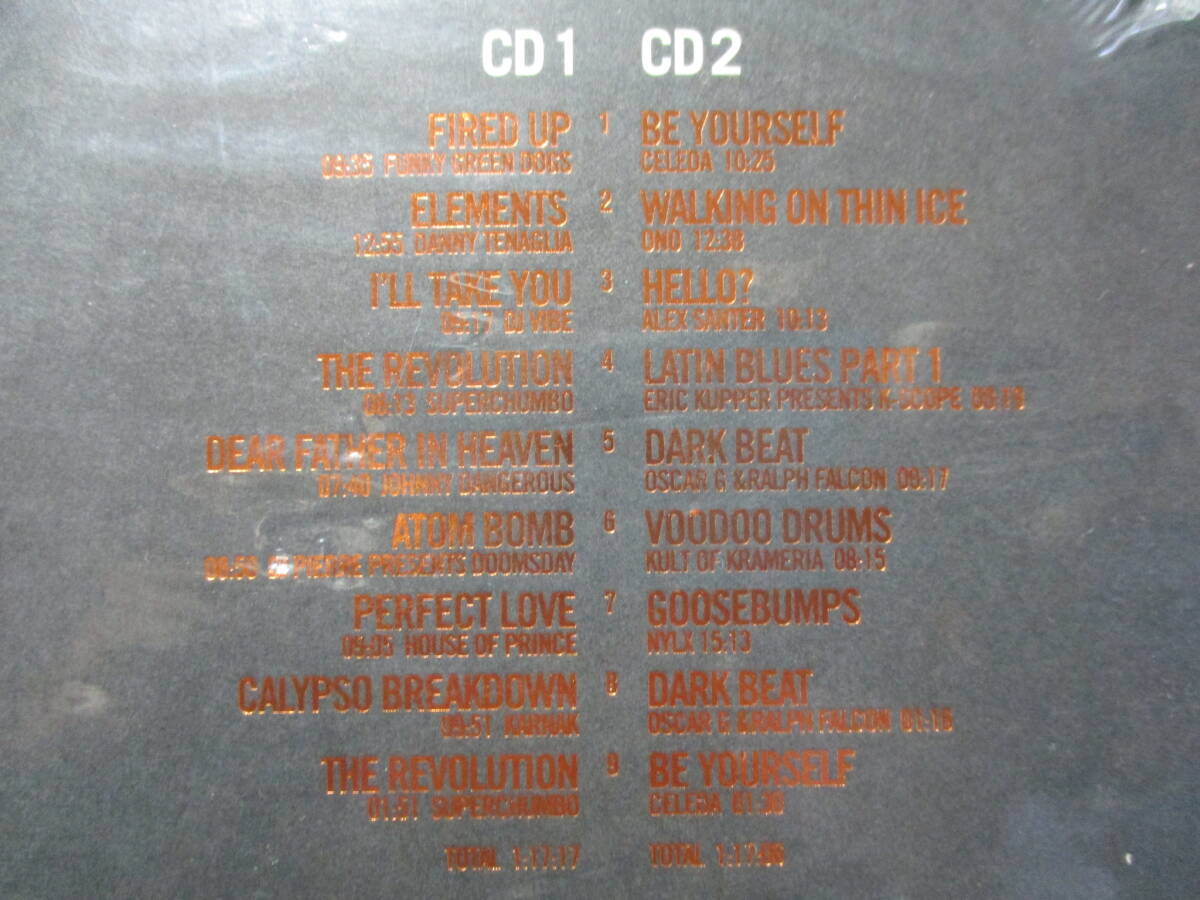 CD 1
FIRED UP 1
09:35 FUNKY GREEN DOGS
ELEMENTS 2
12:55 DANNY TENAGLIA
I'LL TAKE YOU 3
DJ VIBE
THE REVOLUTION 4
06:13 SUPERCHUMBO
DEAR FATHER IN HEAVEN 5
07:40 JOHNNY DANGEROUS
ATOM BOMB 6
PIERRE PRESENTS DOOMSDAY
PERFECT LOVE 7
09:05 HOUSE OF PRINCE
CALYPSO BREAKDOWN 8
09:51 KARNAK
THE REVOLUTION 9
01:51 SUPERCHUMBO
TOTAL 1:17:17
CD 2
BE YOURSELF
CELEDA 10:25
WALKING ON THIN ICE
ONO 12:38
HELLO?
ALEX SANTER 10:13
LATIN BLUES PART 1
ERIC KUPPER PRESENTS K-SCOPE
DARK BEAT
OSCAR G &RALPH FALCON 09:17
VOODOO DRUMS
KULT OF KRAMERIA 08:15
GOOSEBUMPS
NYLX 15:13
DARK BEAT
OSCAR G &RALPH FALCON
BE YOURSELF
CELEDA
TOTAL